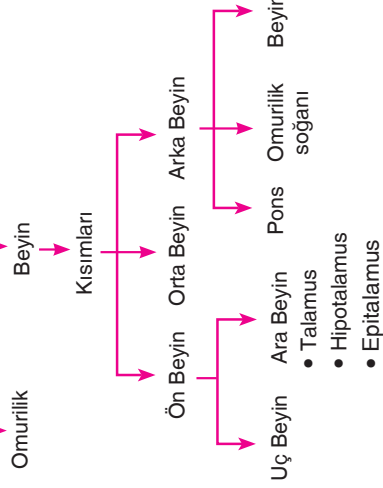 Omurilik
Beyin
Kısımları
Ön Beyin
Orta Beyin
Arka Beyin
Uç Beyin
Ara Beyin
• Talamus
• Hipotalamus
• Epitalamus
Pons
Omurilik
soğanı